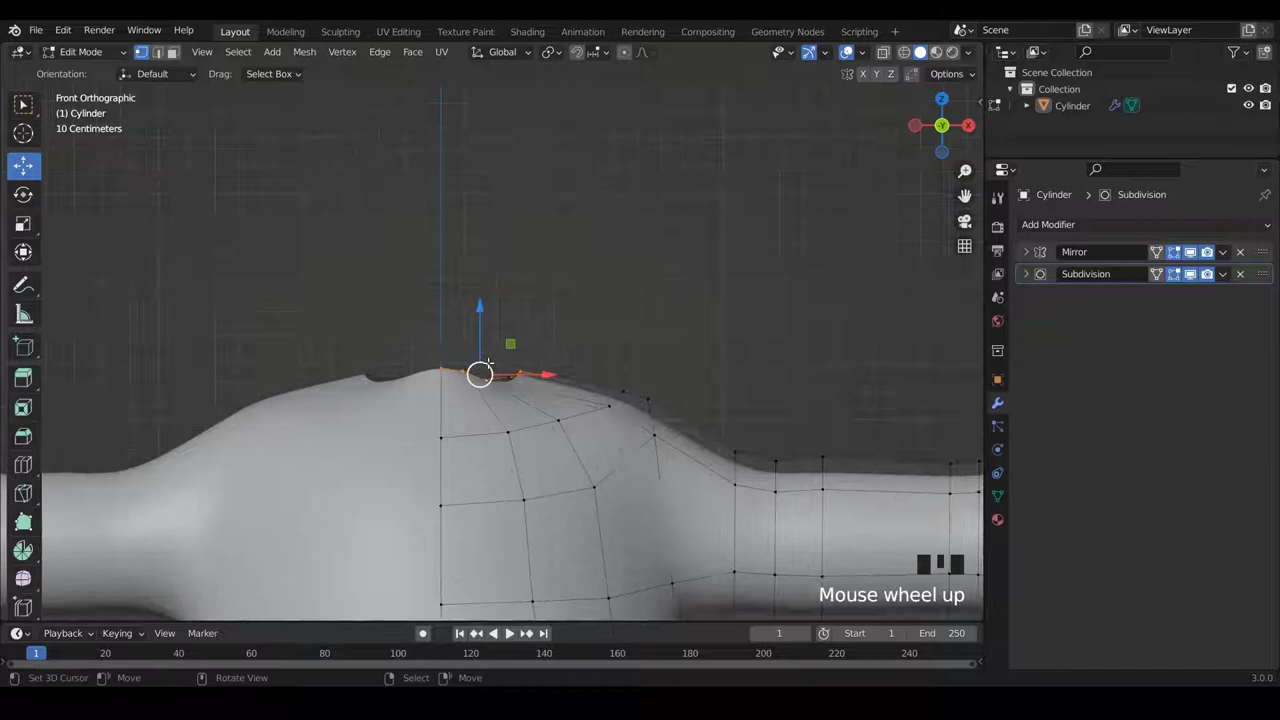 File Edit Render Window Help Layout Modeling Sculpting UV Editing Texture Paint Shading Animation Rendering Compositing Geometry Nodes Scripting Scene ViewLayer
Edit Mode View Select Add Mesh Vertex Edge Face UV Global
Orientation: Default Drag: Select Box X Y Z Options
Scene Collection
Collection
Cylinder
Front Orthographic
(1) Cylinder
10 Centimeters
Z
-Y
X
Cylinder > Subdivision
Add Modifier
Mirror
Subdivision
Mouse wheel up
Playback Keying View Marker 1 Start 1 End 250
1 20 40 60 80 100 120 140 160 180 200 220 240
Set 3D Cursor Move Rotate View Select Move 3.0.0